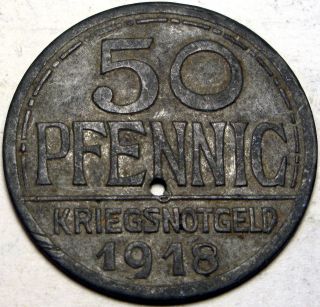 50
PFENNIG
KRIEGSNOTGELD
1918